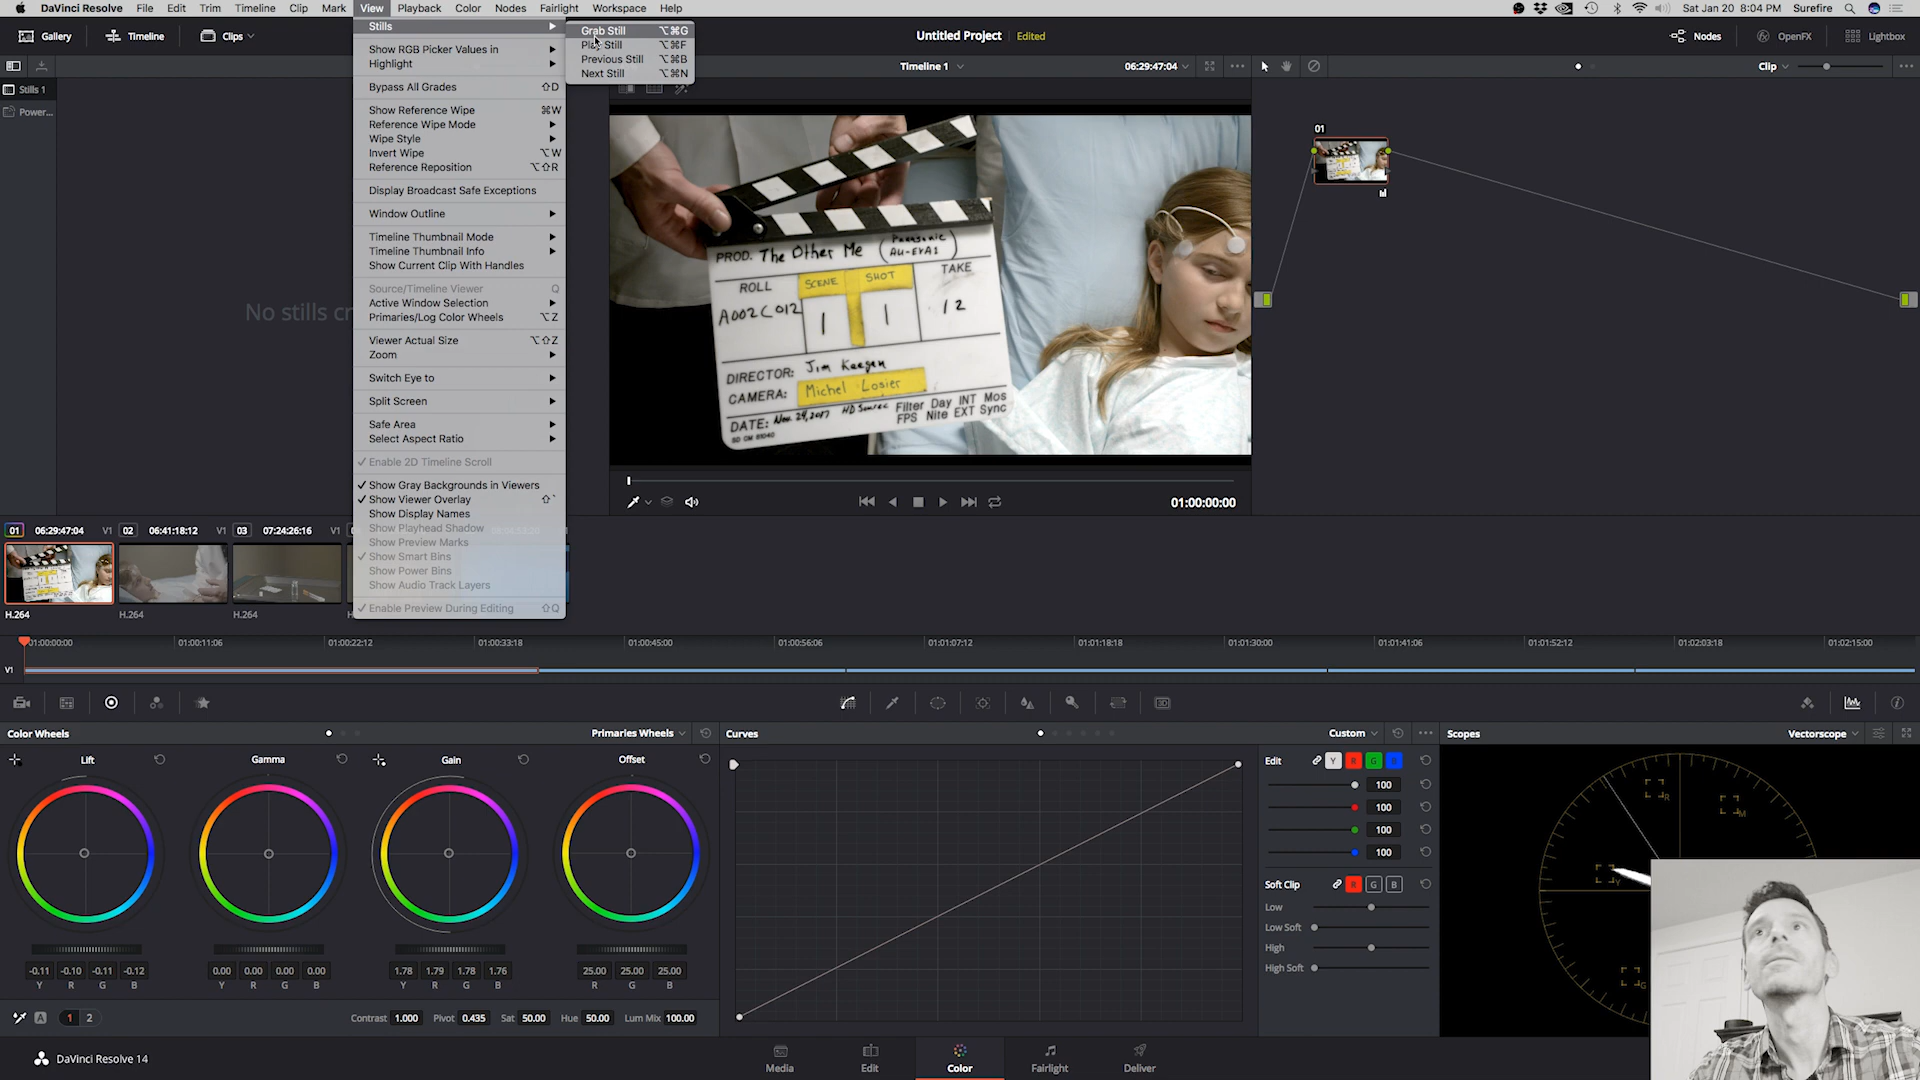 DaVinci Resolve File Edit Trim Timeline Clip Mark View Playback Color Nodes Fairlight Workspace Help Sat Jan 20 8:04 PM Surefire
Gallery Timeline Clips Untitled Project Edited Nodes OpenFX Lightbox
Timeline 1 06:29:47:04 Clip
Stills 1
Power...
Stills
Show RGB Picker Values in
Highlight
Bypass All Grades ⇧D
Show Reference Wipe ⌘W
Reference Wipe Mode
Wipe Style
Invert Wipe ⌥W
Reference Reposition ⌥⇧R
Display Broadcast Safe Exceptions
Window Outline
Timeline Thumbnail Mode
Timeline Thumbnail Info
Show Current Clip With Handles
Source/Timeline Viewer Q
Active Window Selection
Primaries/Log Color Wheels ⌥Z
Viewer Actual Size ⌥⇧Z
Zoom
Switch Eye to
Split Screen
Safe Area
Select Aspect Ratio
✓ Enable 2D Timeline Scroll
✓ Show Gray Backgrounds in Viewers
✓ Show Viewer Overlay ⇧`
Show Display Names
Show Playhead Shadow
Show Preview Marks
✓ Show Smart Bins
Show Power Bins
Show Audio Track Layers
✓ Enable Preview During Editing ⇧Q
Grab Still ⌥⌘G
Play Still ⌥⌘F
Previous Still ⌥⌘B
Next Still ⌥⌘N
No stills cr
PROD. The Other Me (Panasonic AU-EVA1)
ROLL SCENE SHOT TAKE
A002C012 1 1 12
DIRECTOR: Jim Keegen
CAMERA: Michel Losier
DATE: Nov. 24, 2017 HD Source Filter Day INT Mos
FPS Nite EXT Sync
01
01:00:00:00
01 06:29:47:04 V1 02 06:41:18:12 V1 03 07:24:26:16 V1
H.264 H.264 H.264
01:00:00:00 01:00:11:06 01:00:22:12 01:00:33:18 01:00:45:00 01:00:56:06 01:01:07:12 01:01:18:18 01:01:30:00 01:01:41:06 01:01:52:12 01:02:03:18 01:02:15:00
V1
Color Wheels Primaries Wheels Curves Custom Scopes Vectorscope
Lift Gamma Gain Offset
-0.11 -0.10 -0.11 -0.12 0.00 0.00 0.00 0.00 1.78 1.79 1.78 1.76 25.00 25.00 25.00
Y R G B Y R G B Y R G B R G B
A 1 2 Contrast 1.000 Pivot 0.435 Sat 50.00 Hue 50.00 Lum Mix 100.00
Edit Y R G B
100
100
100
100
Soft Clip R G B
Low
Low Soft
High
High Soft
R
M
Y
G
DaVinci Resolve 14 Media Edit Color Fairlight Deliver